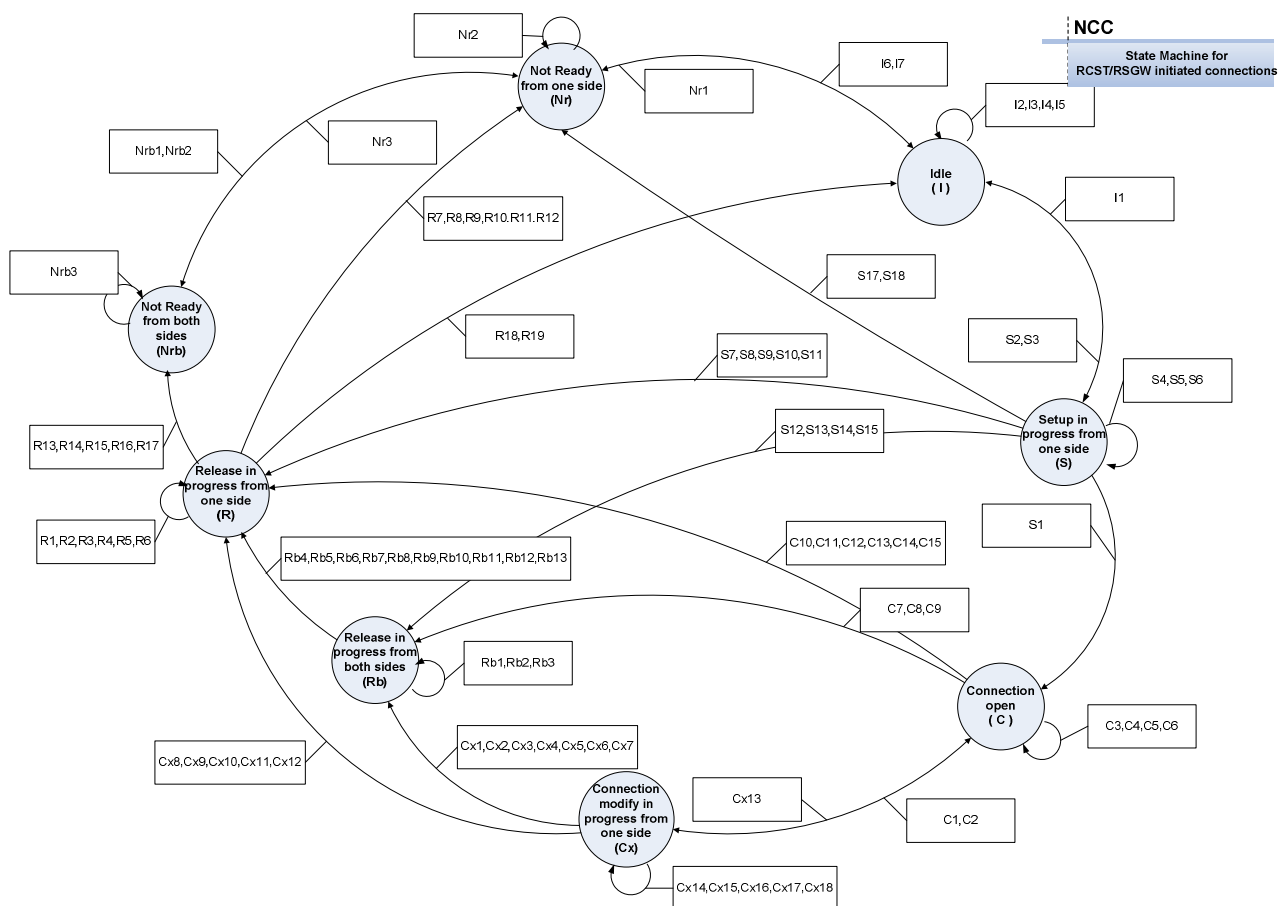 NCC
State Machine for
RCST/RSGW initiated connections
Nr2
Not Ready
from one side
(Nr)
I6,I7
Nr1
I2,I3,I4,I5
Nrb1,Nrb2
Nr3
Idle
( I )
I1
R7,R8,R9,R10.R11.R12
Nrb3
S17,S18
Not Ready
from both
sides
(Nrb)
R18,R19
S2,S3
S7,S8,S9,S10,S11
S4,S5,S6
S12,S13,S14,S15
Setup in
progress from
one side
(S)
R13,R14,R15,R16,R17
Release in
progress from
one side
(R)
R1,R2,R3,R4,R5,R6
S1
C10,C11,C12,C13,C14,C15
Rb4,Rb5,Rb6,Rb7,Rb8,Rb9,Rb10,Rb11,Rb12,Rb13
C7,C8,C9
Release in
progress from
both sides
(Rb)
Rb1,Rb2,Rb3
Connection
open
( C )
C3,C4,C5,C6
Cx8,Cx9,Cx10,Cx11,Cx12
Cx1,Cx2,Cx3,Cx4,Cx5,Cx6,Cx7
Connection
modify in
progress from
one side
(Cx)
Cx13
C1,C2
Cx14,Cx15,Cx16,Cx17,Cx18